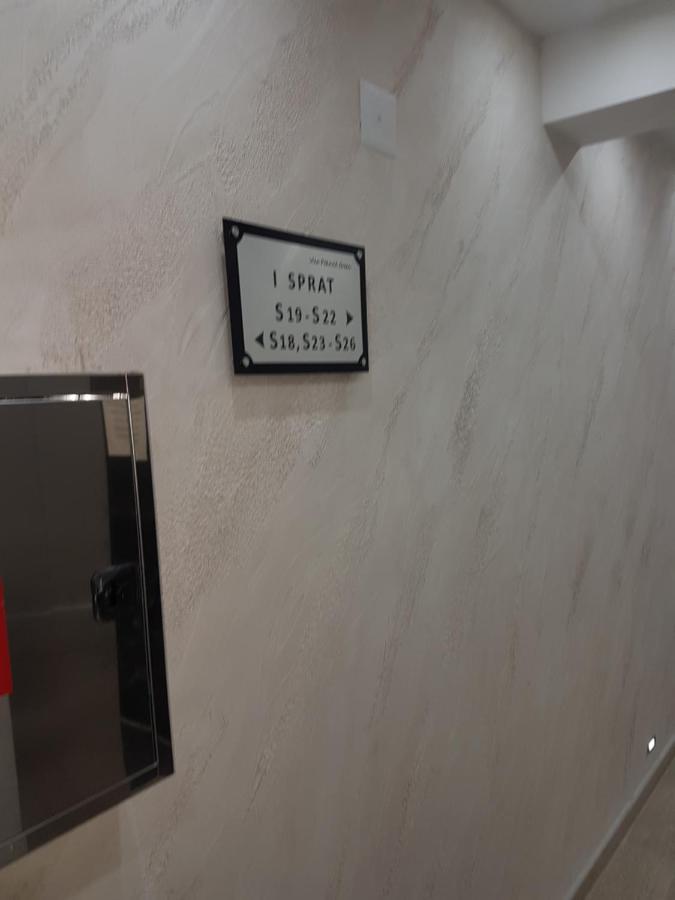 I SPRAT
S19-S22 ▶
◀ S18, S23-S26